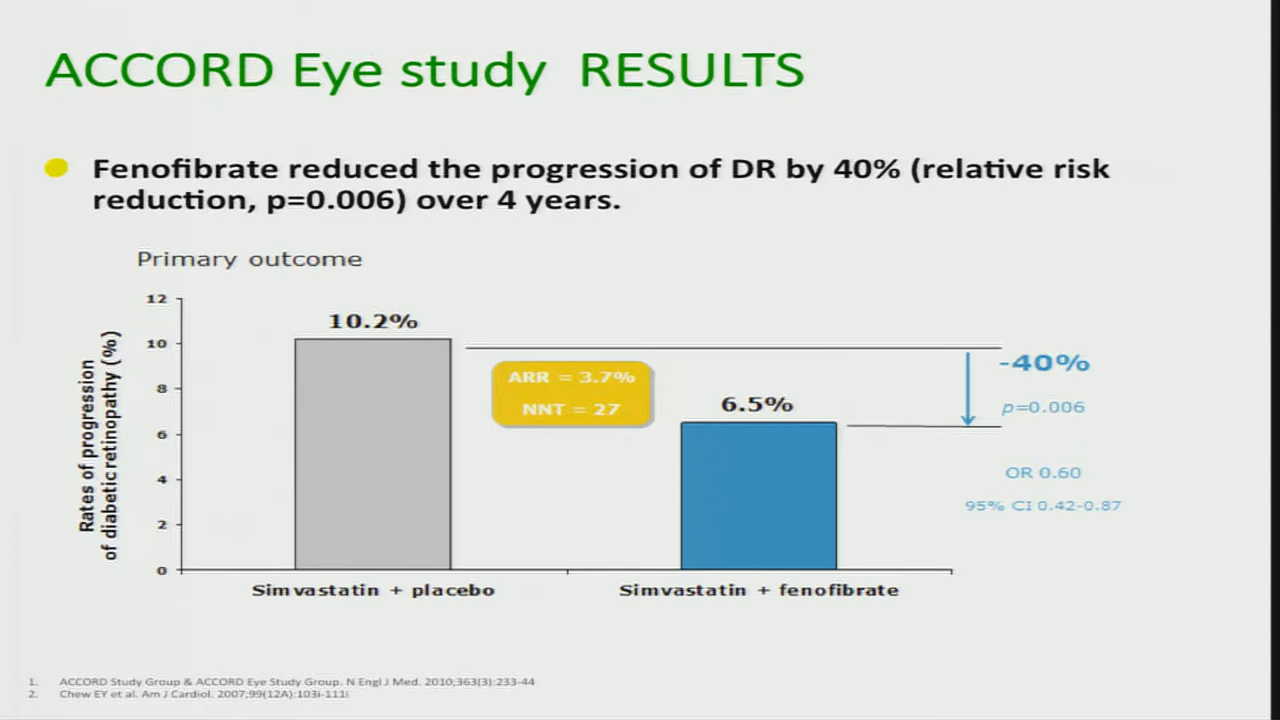 ACCORD Eye study RESULTS
Fenofibrate reduced the progression of DR by 40% (relative risk
reduction, p=0.006) over 4 years.
Primary outcome
Rates of progression
of diabetic retinopathy (%)
12
10
8
6
4
2
0
10.2%
ARR = 3.7%
NNT = 27
6.5%
-40%
p=0.006
OR 0.60
95% CI 0.42-0.87
Simvastatin + placebo
Simvastatin + fenofibrate
1. ACCORD Study Group & ACCORD Eye Study Group. N Engl J Med. 2010;363(3):233-44
2. Chew EY et al. Am J Cardiol. 2007;99(12A):103i-111i